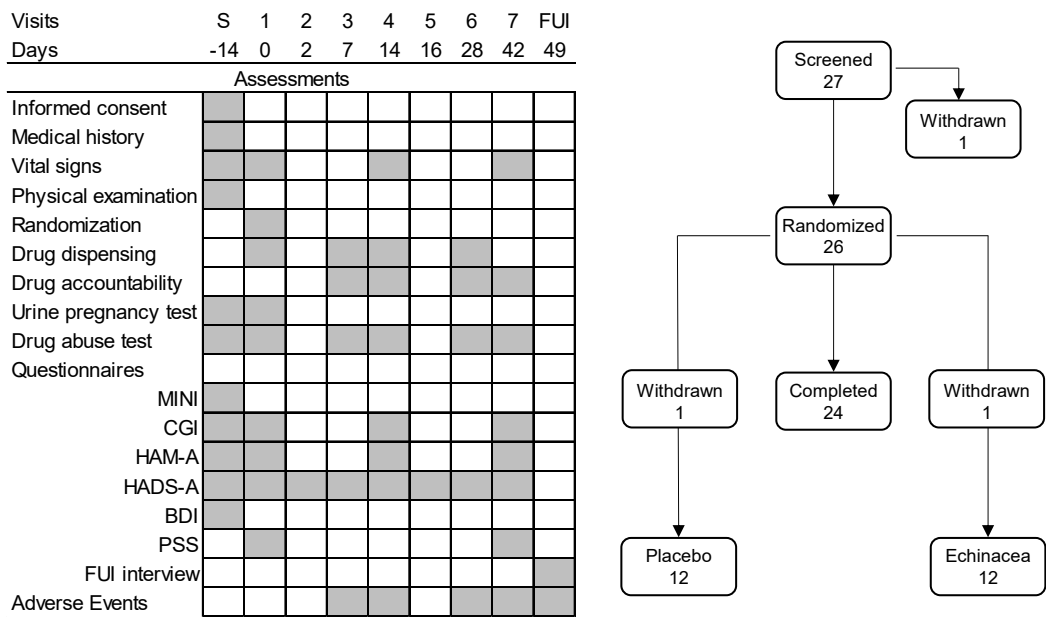 Visits S 1 2 3 4 5 6 7 FUI
Days -14 0 2 7 14 16 28 42 49
Assessments
Informed consent
Medical history
Vital signs
Physical examination
Randomization
Drug dispensing
Drug accountability
Urine pregnancy test
Drug abuse test
Questionnaires
MINI
CGI
HAM-A
HADS-A
BDI
PSS
FUI interview
Adverse Events
Screened
27
Withdrawn
1
Randomized
26
Withdrawn
1
Completed
24
Withdrawn
1
Placebo
12
Echinacea
12